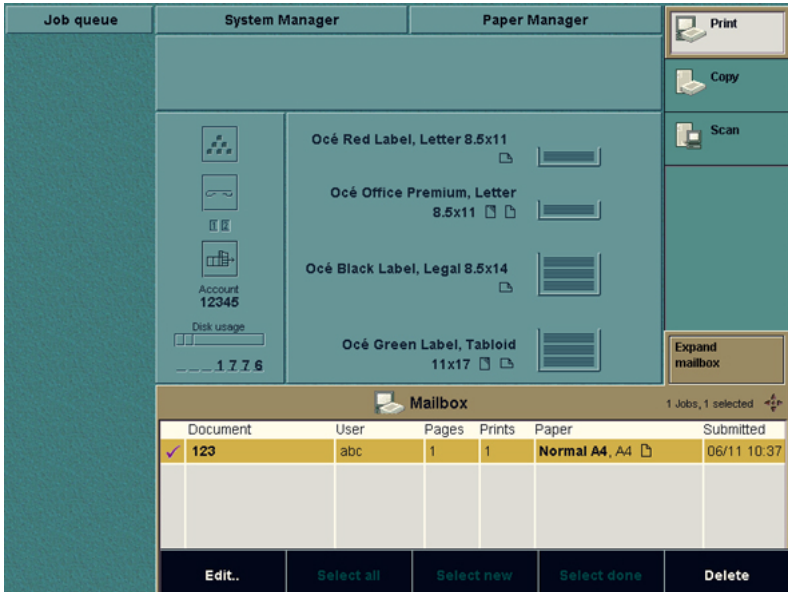 Job queue
System Manager
Paper Manager
Print
Copy
Scan
Océ Red Label, Letter 8.5x11
Océ Office Premium, Letter
8.5x11
1 2
Océ Black Label, Legal 8.5x14
Account
12345
Disk usage
Océ Green Label, Tabloid
11x17
___1776
Expand
mailbox
Mailbox
1 Jobs, 1 selected
Document User Pages Prints Paper Submitted
123 abc 1 1 Normal A4, A4 06/11 10:37
Edit.. Select all Select new Select done Delete